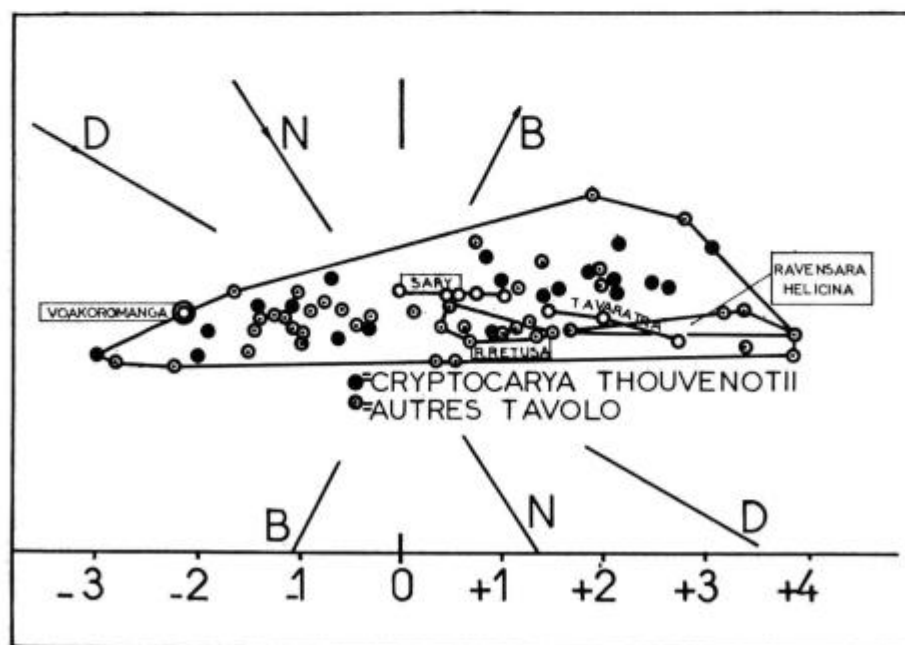 D
N
B
SARY
RAVENSARA
HELICINA
VOAKOROMANGA
TAVARATRA
R.RETUSA
=CRYPTOCARYA THOUVENOTII
=AUTRES TAVOLO
B
N
D
-3 -2 -1 0 +1 +2 +3 +4